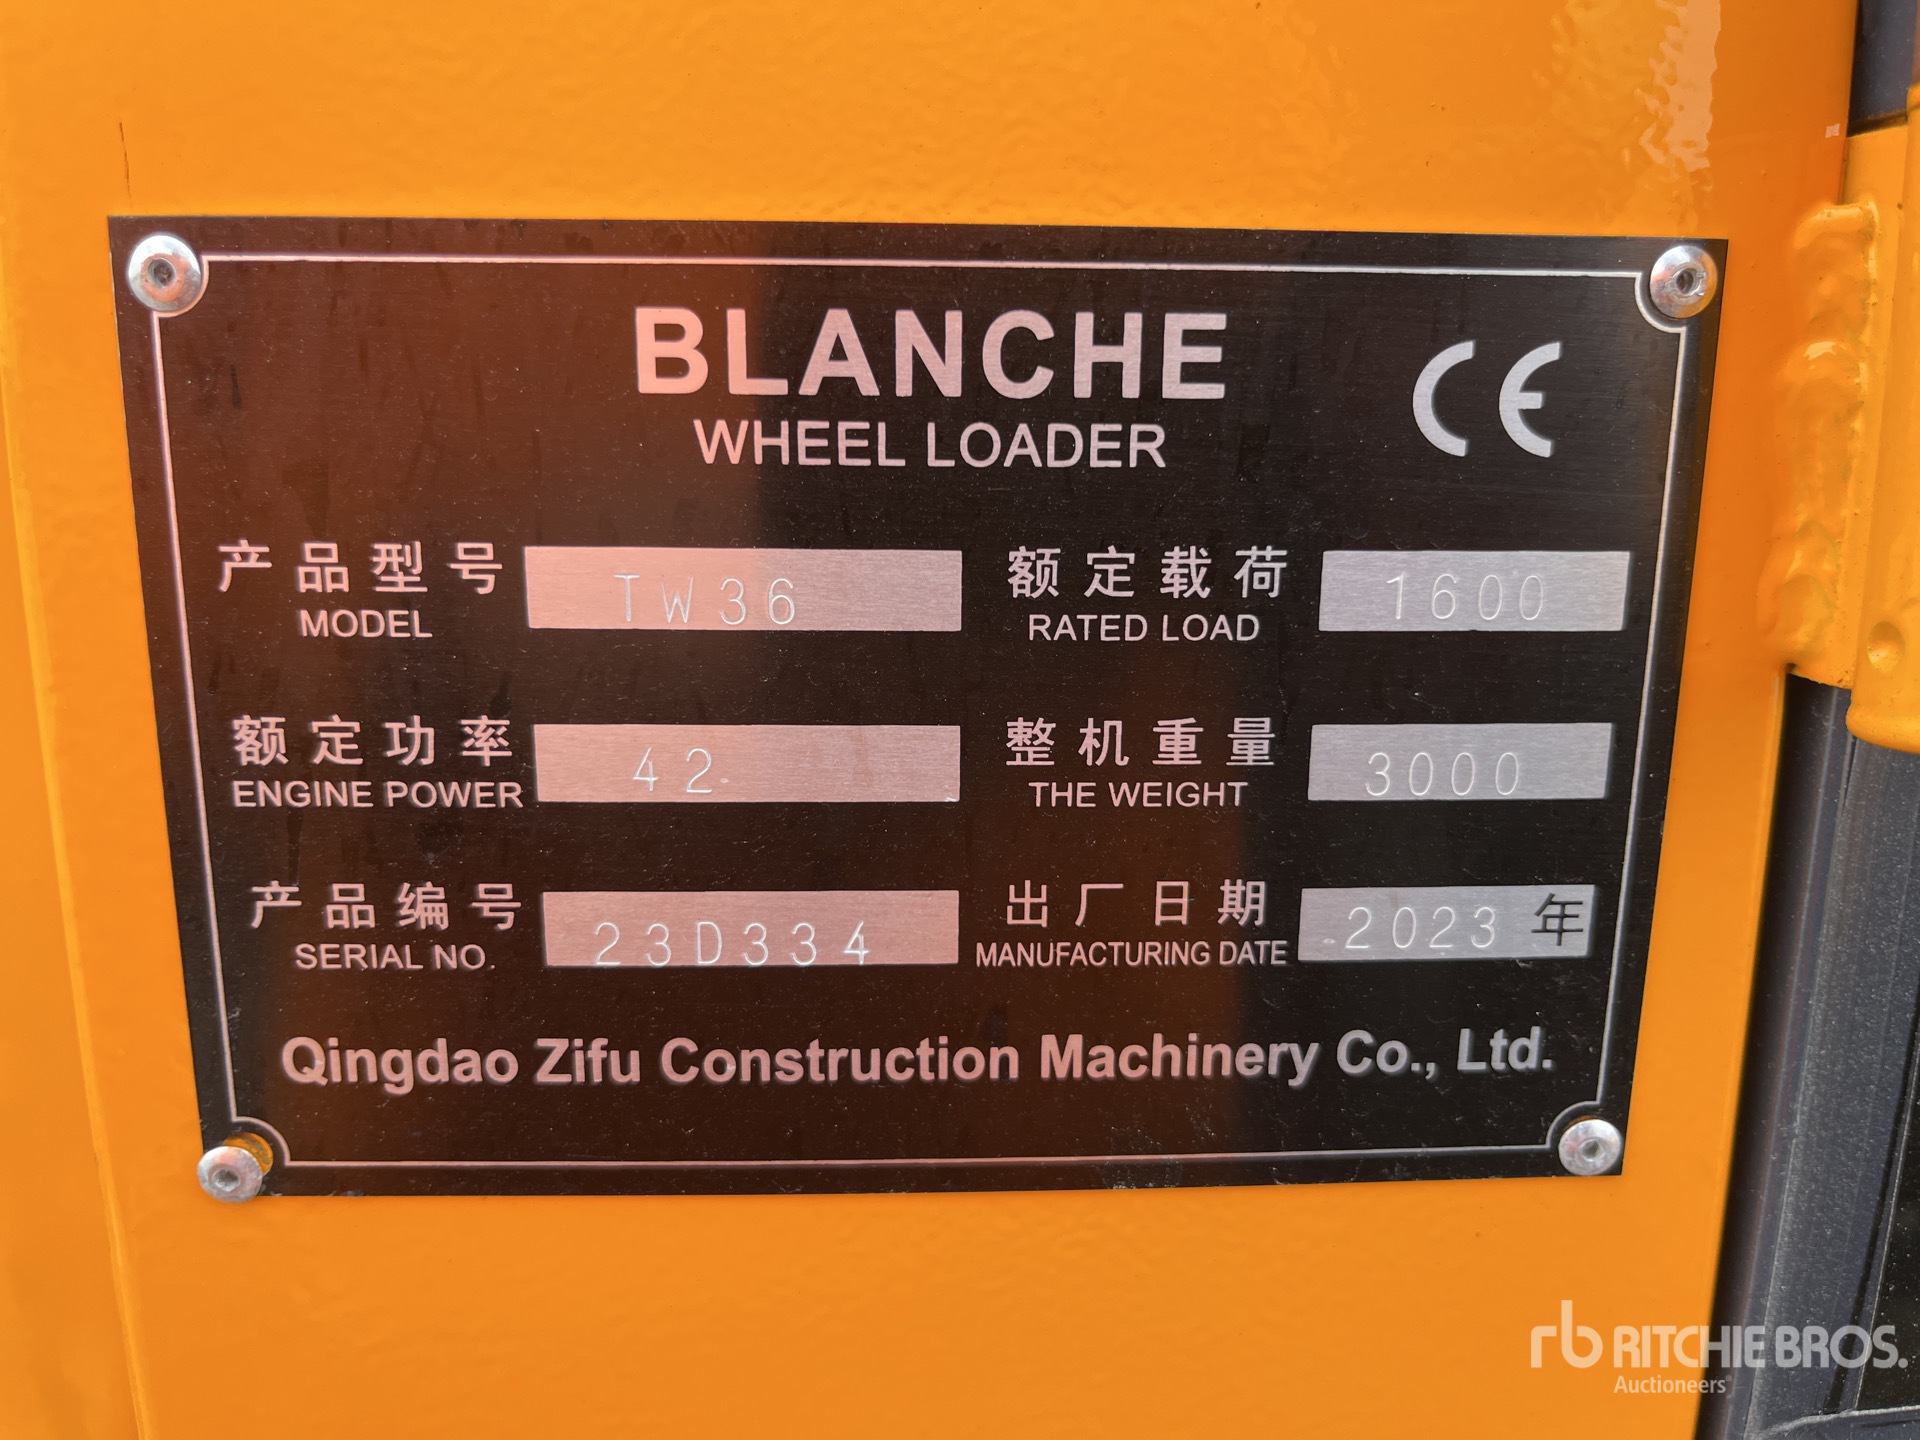 BLANCHE
CE
WHEEL LOADER
产品型号 TW36 额定载荷 1600
MODEL RATED LOAD
额定功率 42 整机重量 3000
ENGINE POWER THE WEIGHT
产品编号 23D334 出厂日期 2023 年
SERIAL NO. MANUFACTURING DATE
Qingdao Zifu Construction Machinery Co., Ltd.
rb RITCHIE BROS.
Auctioneers